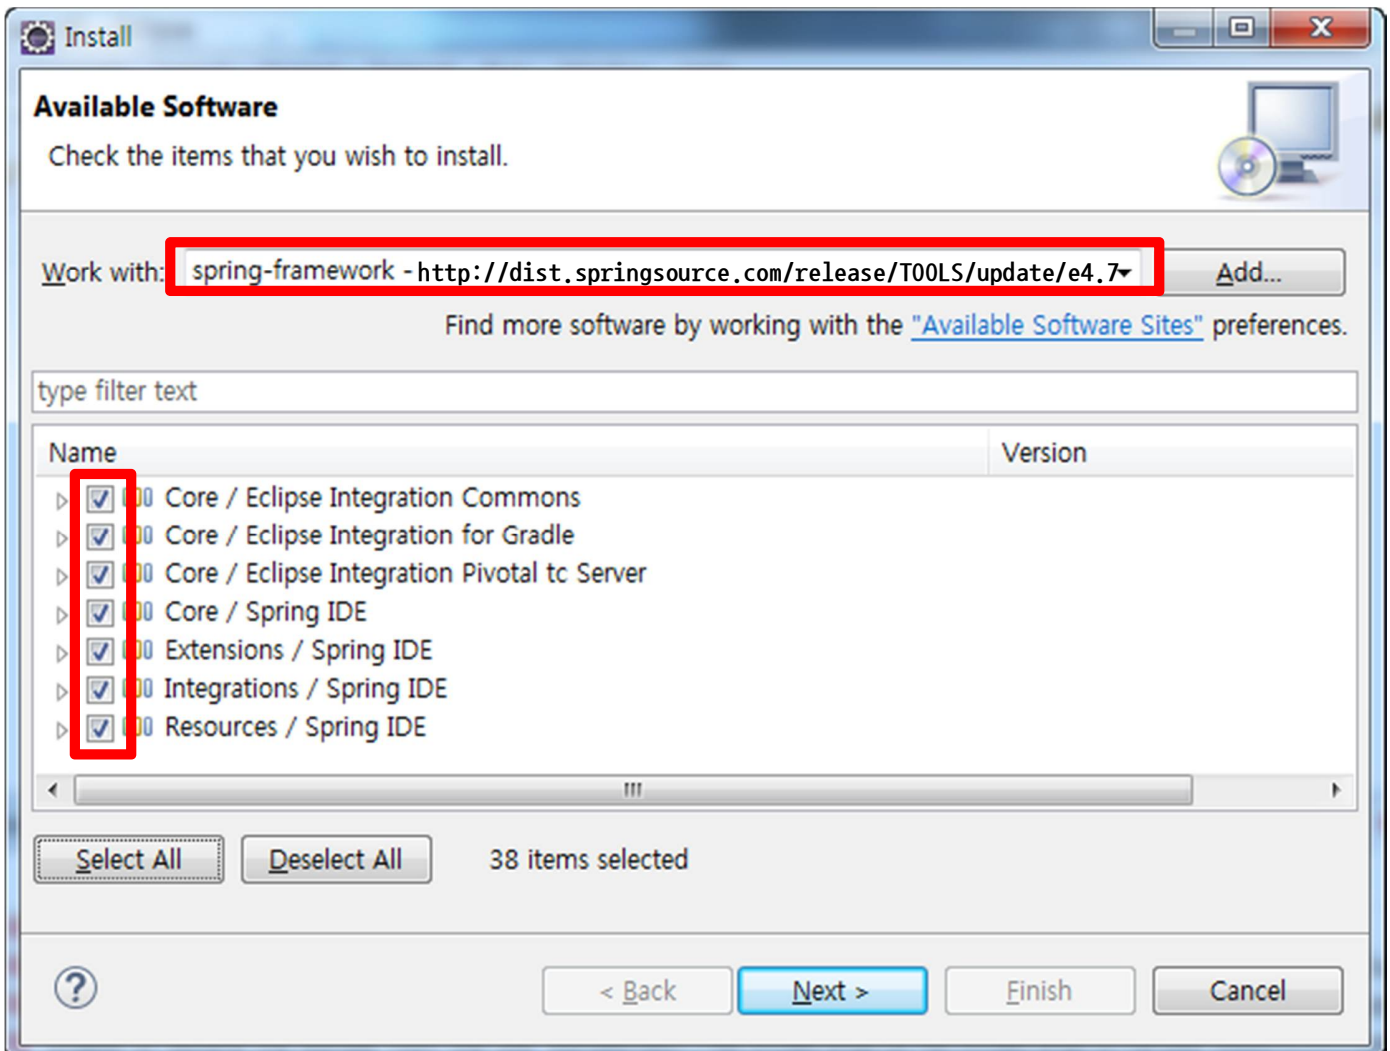 Install
Available Software
Check the items that you wish to install.
Work with: spring-framework - http://dist.springsource.com/release/TOOLS/update/e4.7 Add...
Find more software by working with the "Available Software Sites" preferences.
type filter text
Name Version
Core / Eclipse Integration Commons
Core / Eclipse Integration for Gradle
Core / Eclipse Integration Pivotal tc Server
Core / Spring IDE
Extensions / Spring IDE
Integrations / Spring IDE
Resources / Spring IDE
Select All Deselect All 38 items selected
? < Back Next > Finish Cancel